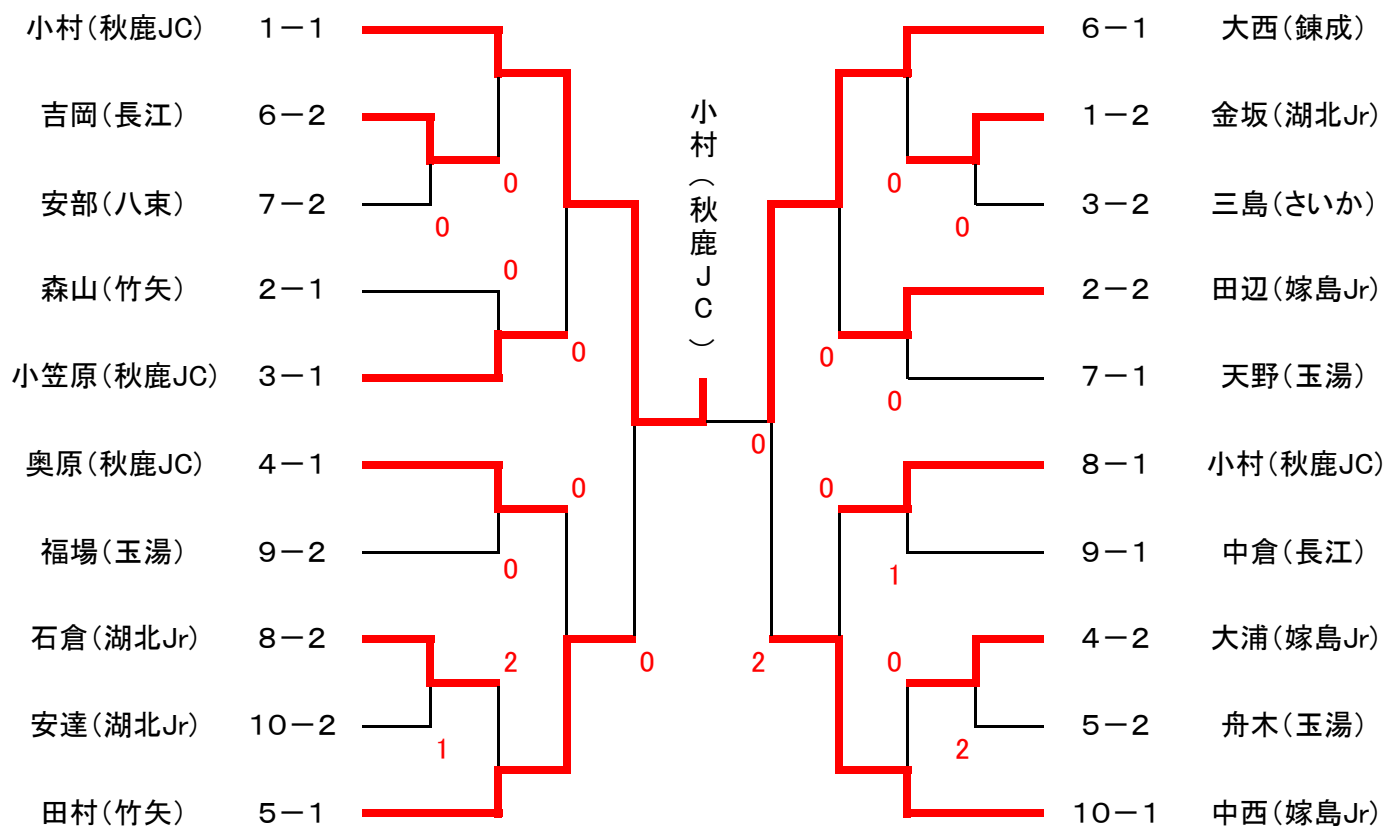 小村(秋鹿JC) 1-1
吉岡(長江) 6-2
0
安部(八束) 7-2
0
0
森山(竹矢) 2-1
0
小笠原(秋鹿JC) 3-1
奥原(秋鹿JC) 4-1
0
福場(玉湯) 9-2
0
石倉(湖北Jr) 8-2
2
0
安達(湖北Jr) 10-2
1
田村(竹矢) 5-1
小村(秋鹿JC)
0
2
6-1 大西(錬成)
1-2 金坂(湖北Jr)
0
3-2 三島(さいか)
0
2-2 田辺(嫁島Jr)
0
7-1 天野(玉湯)
0
8-1 小村(秋鹿JC)
0
9-1 中倉(長江)
1
4-2 大浦(嫁島Jr)
0
5-2 舟木(玉湯)
2
10-1 中西(嫁島Jr)